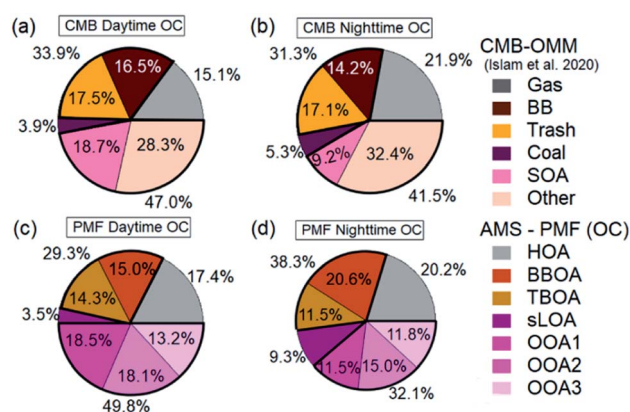 (a) CMB Daytime OC
33.9%
16.5%
15.1%
17.5%
3.9%
18.7%
28.3%
47.0%
(b) CMB Nighttime OC
31.3%
14.2%
21.9%
17.1%
5.3%
9.2%
32.4%
41.5%
CMB-OMM
(Islam et al. 2020)
Gas
BB
Trash
Coal
SOA
Other
(c) PMF Daytime OC
29.3%
15.0%
17.4%
14.3%
3.5%
18.5%
13.2%
18.1%
49.8%
(d) PMF Nighttime OC
38.3%
20.6%
20.2%
11.5%
9.3%
11.8%
11.5%
15.0%
32.1%
AMS - PMF (OC)
HOA
BBOA
TBOA
sLOA
OOA1
OOA2
OOA3